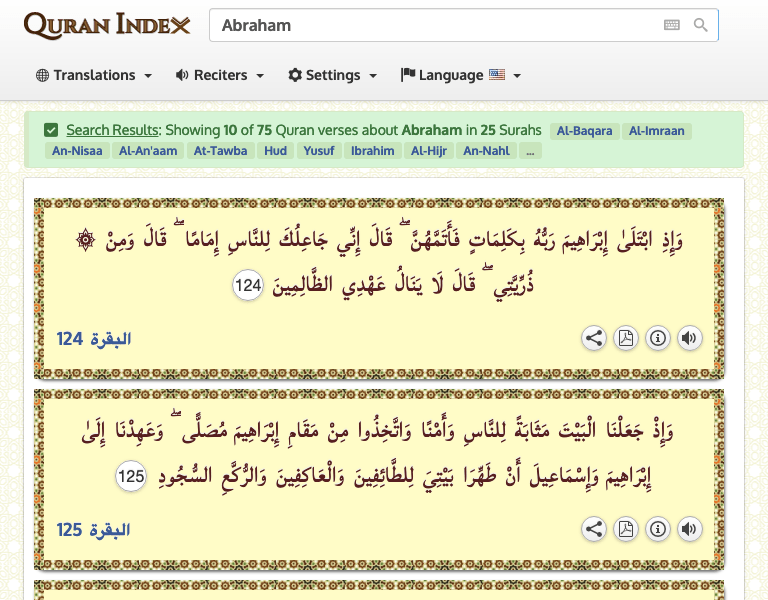 QURAN INDEX
Abraham
Translations Reciters Settings Language
Search Results: Showing 10 of 75 Quran verses about Abraham in 25 Surahs Al-Baqara Al-Imraan
An-Nisaa Al-An'aam At-Tawba Hud Yusuf Ibrahim Al-Hijr An-Nahl ...
وَإِذِ ابْتَلَىٰ إِبْرَاهِيمَ رَبُّهُ بِكَلِمَاتٍ فَأَتَمَّهُنَّ ۖ قَالَ إِنِّي جَاعِلُكَ لِلنَّاسِ إِمَامًا ۖ قَالَ وَمِنْ ۞
ذُرِّيَّتِي ۖ قَالَ لَا يَنَالُ عَهْدِي الظَّالِمِينَ 124
البقرة 124
وَإِذْ جَعَلْنَا الْبَيْتَ مَثَابَةً لِلنَّاسِ وَأَمْنًا وَاتَّخِذُوا مِنْ مَقَامِ إِبْرَاهِيمَ مُصَلًّى ۖ وَعَهِدْنَا إِلَىٰ
إِبْرَاهِيمَ وَإِسْمَاعِيلَ أَنْ طَهِّرَا بَيْتِيَ لِلطَّائِفِينَ وَالْعَاكِفِينَ وَالرُّكَّعِ السُّجُودِ 125
البقرة 125